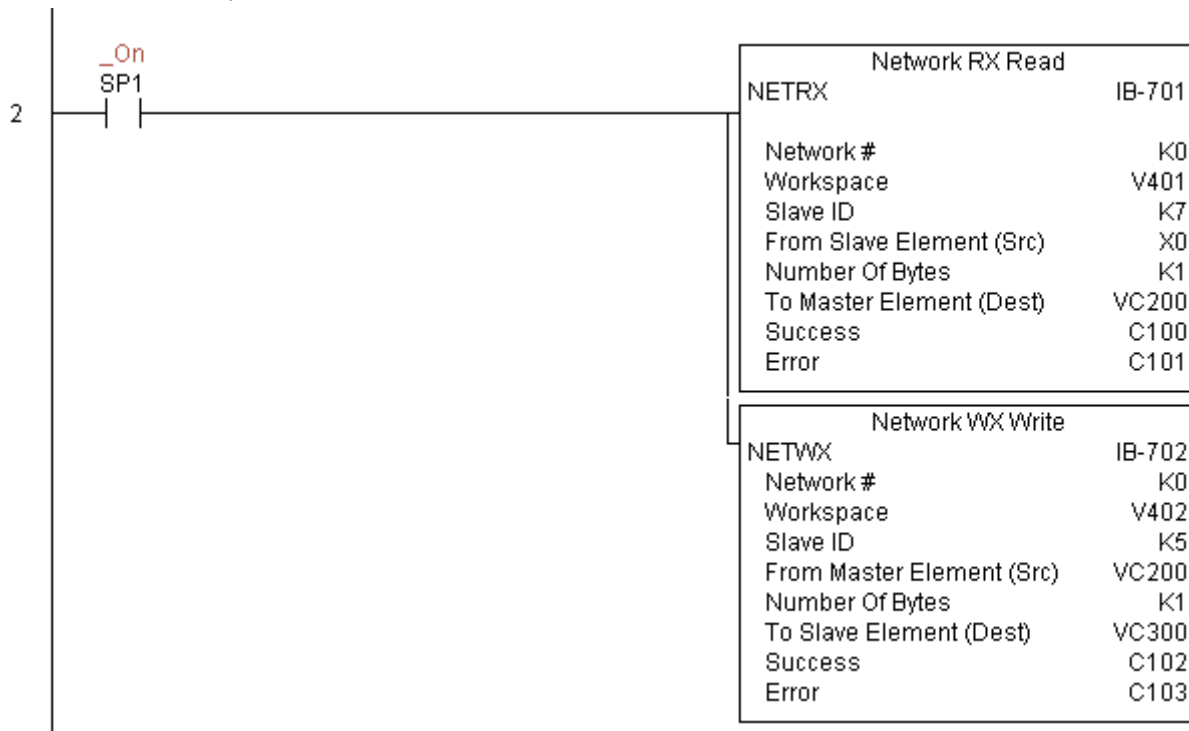 _On
SP1
2
Network RX Read
NETRX IB-701
Network # K0
Workspace V401
Slave ID K7
From Slave Element (Src) X0
Number Of Bytes K1
To Master Element (Dest) VC200
Success C100
Error C101
Network WX Write
NETWX IB-702
Network # K0
Workspace V402
Slave ID K5
From Master Element (Src) VC200
Number Of Bytes K1
To Slave Element (Dest) VC300
Success C102
Error C103